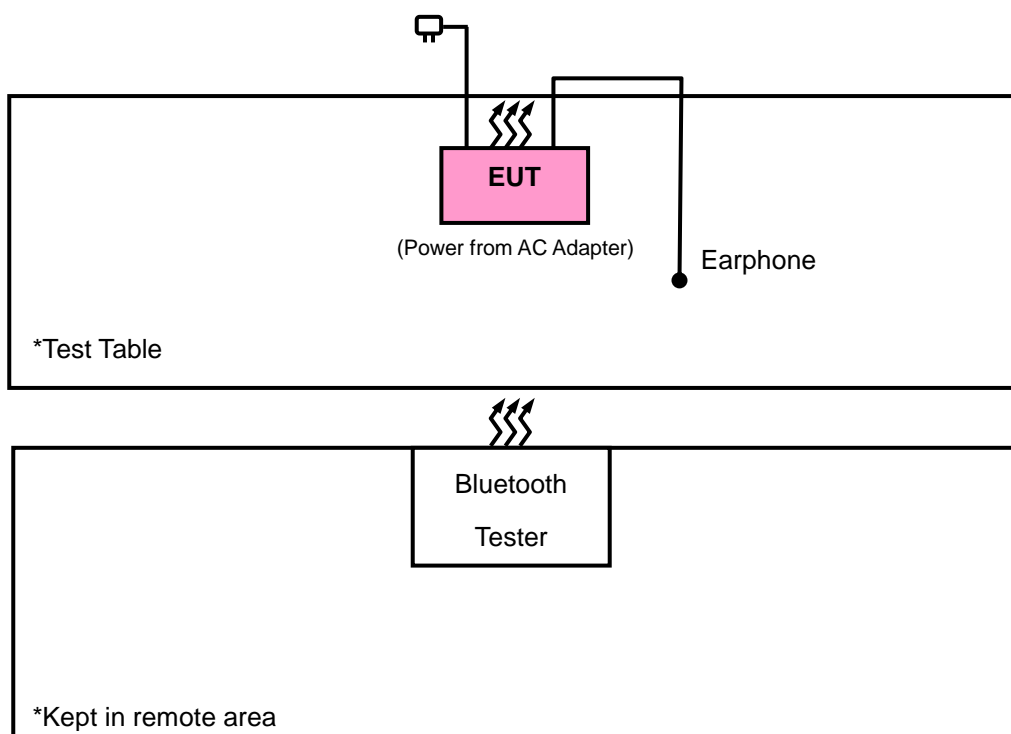 EUT
(Power from AC Adapter)
Earphone
*Test Table
Bluetooth
Tester
*Kept in remote area